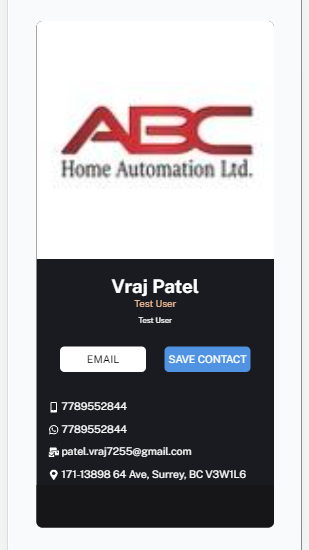 ABC
Home Automation Ltd.
Vraj Patel
Test User
Test User
EMAIL
SAVE CONTACT
7789552844
7789552844
patel.vraj7255@gmail.com
171-13898 64 Ave, Surrey, BC V3W1L6